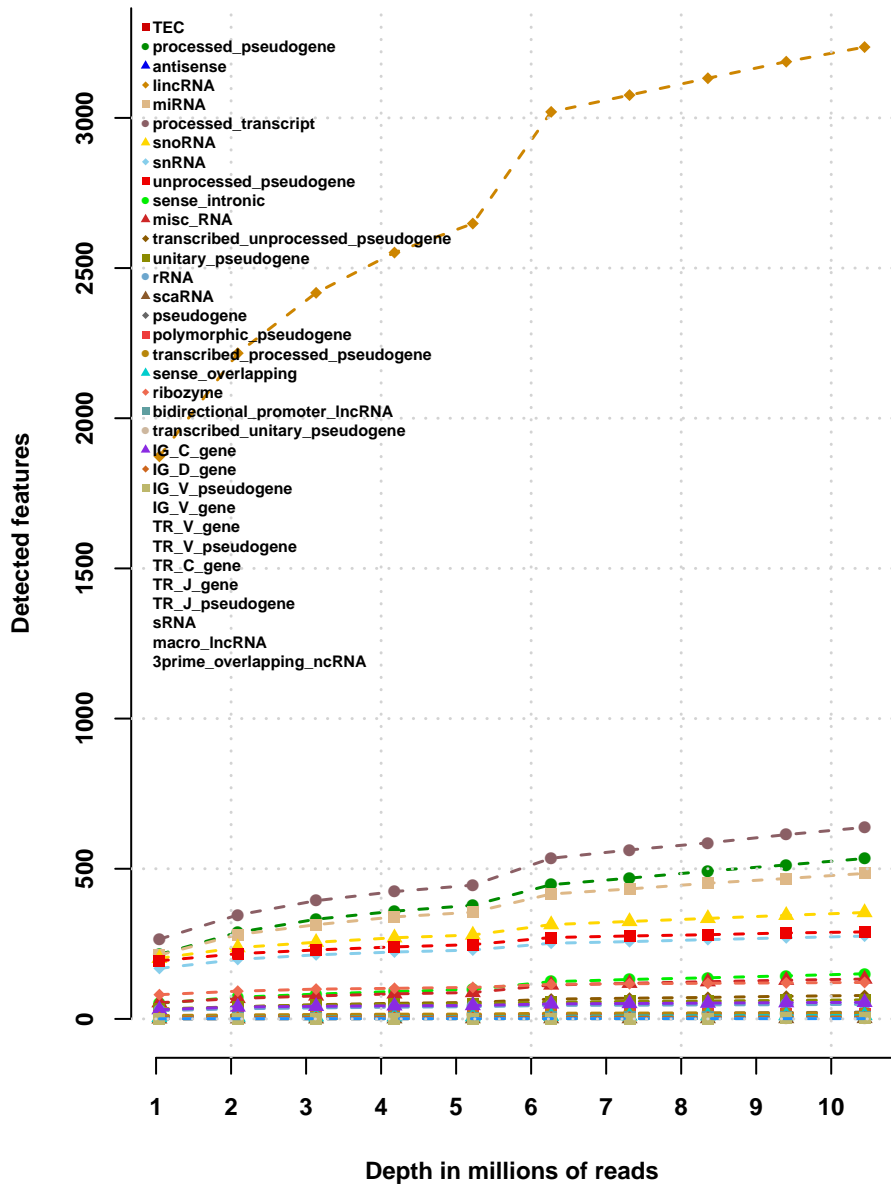 TEC
processed_pseudogene
antisense
lincRNA
miRNA
processed_transcript
snoRNA
snRNA
unprocessed_pseudogene
sense_intronic
misc_RNA
transcribed_unprocessed_pseudogene
unitary_pseudogene
rRNA
scaRNA
pseudogene
polymorphic_pseudogene
transcribed_processed_pseudogene
sense_overlapping
ribozyme
bidirectional_promoter_lncRNA
transcribed_unitary_pseudogene
IG_C_gene
IG_D_gene
IG_V_pseudogene
IG_V_gene
TR_V_gene
TR_V_pseudogene
TR_C_gene
TR_J_gene
TR_J_pseudogene
sRNA
macro_lncRNA
3prime_overlapping_ncRNA
Detected features
3000
2500
2000
1500
1000
500
0
1 2 3 4 5 6 7 8 9 10
Depth in millions of reads